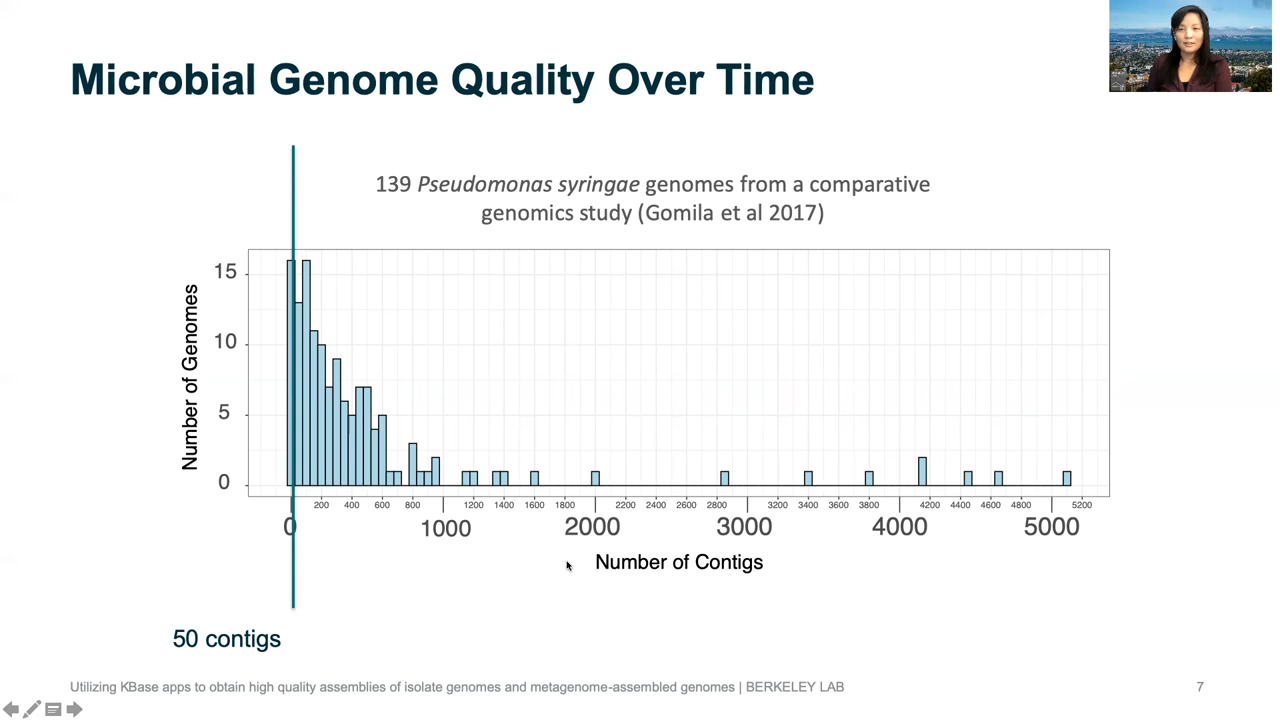 Microbial Genome Quality Over Time
139 Pseudomonas syringae genomes from a comparative
genomics study (Gomila et al 2017)
Number of Genomes
15
10
5
0
200 400 600 800 1200 1400 1600 1800 2200 2400 2600 2800 3200 3400 3600 3800 4200 4400 4600 4800 5200
0 1000 2000 3000 4000 5000
Number of Contigs
50 contigs
Utilizing KBase apps to obtain high quality assemblies of isolate genomes and metagenome-assembled genomes | BERKELEY LAB
7